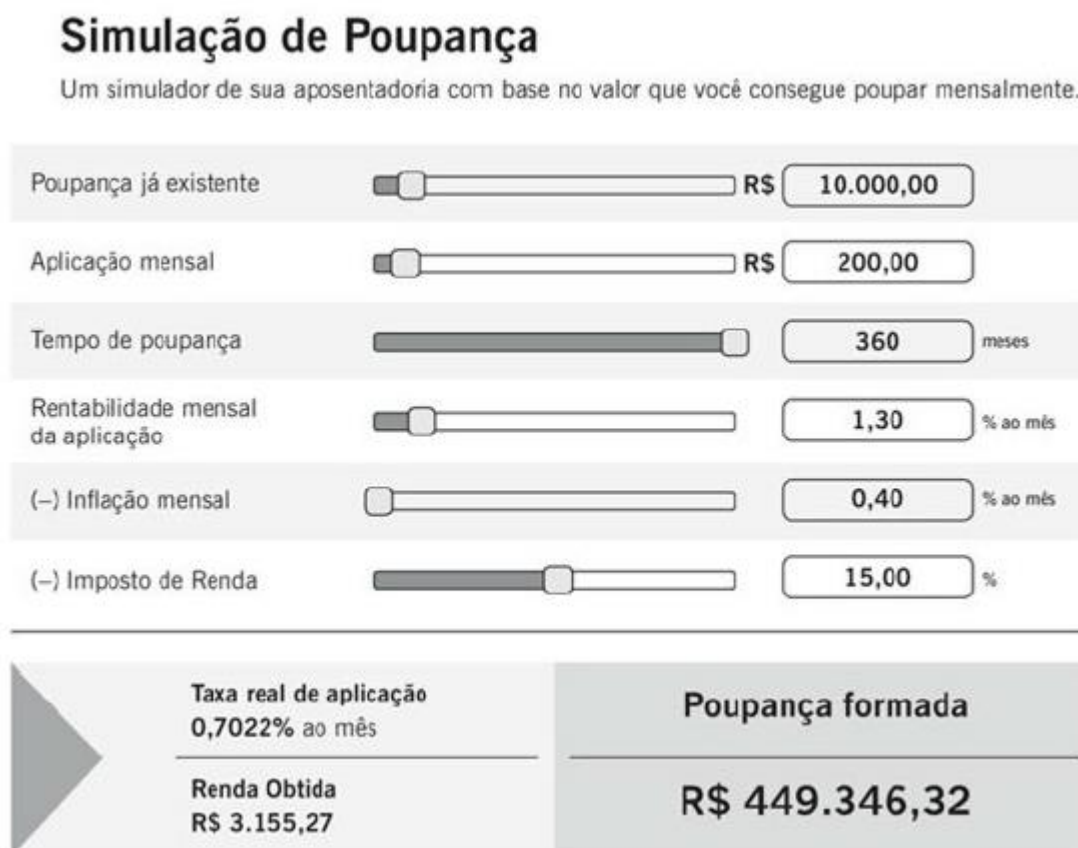 Simulação de Poupança
Um simulador de sua aposentadoria com base no valor que você consegue poupar mensalmente.
Poupança já existente R$ 10.000,00
Aplicação mensal R$ 200,00
Tempo de poupança 360 meses
Rentabilidade mensal
da aplicação 1,30 % ao mês
(–) Inflação mensal 0,40 % ao mês
(–) Imposto de Renda 15,00 %
Taxa real de aplicação
0,7022% ao mês
Renda Obtida
R$ 3.155,27
Poupança formada
R$ 449.346,32